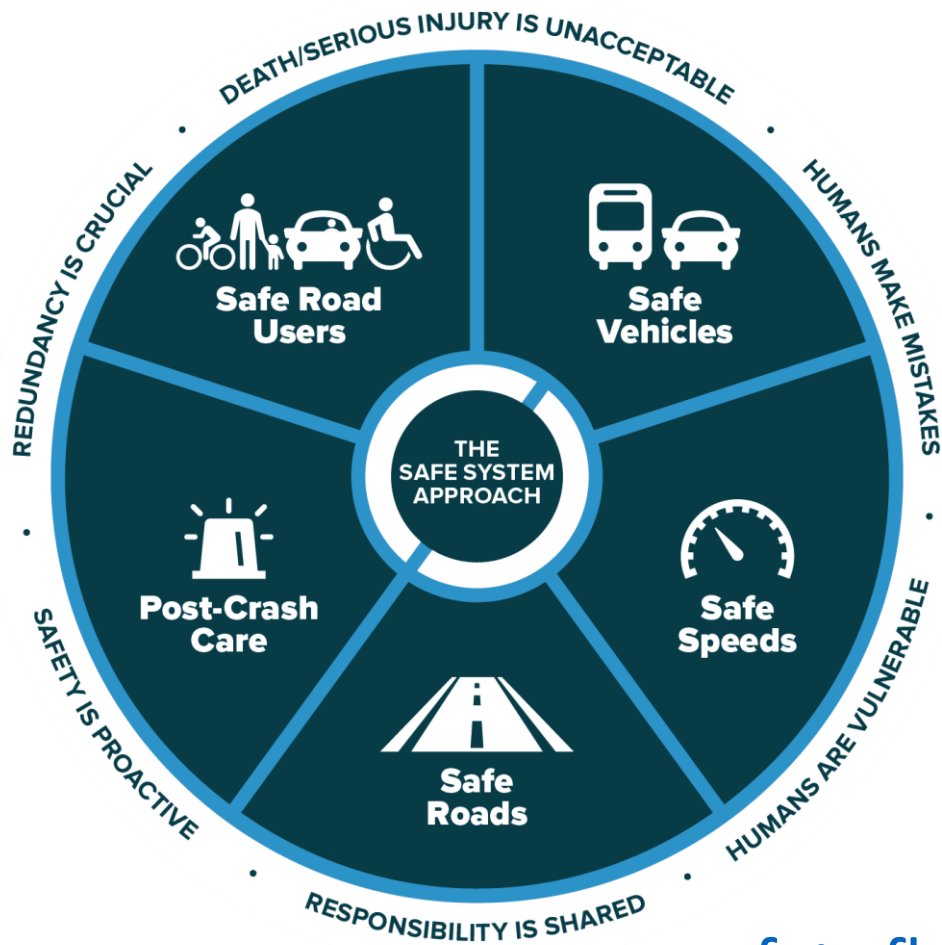 DEATH/SERIOUS INJURY IS UNACCEPTABLE
HUMANS MAKE MISTAKES
HUMANS ARE VULNERABLE
RESPONSIBILITY IS SHARED
SAFETY IS PROACTIVE
REDUNDANCY IS CRUCIAL
Safe Road
Users
Safe
Vehicles
Safe
Speeds
Safe
Roads
Post-Crash
Care
THE
SAFE SYSTEM
APPROACH